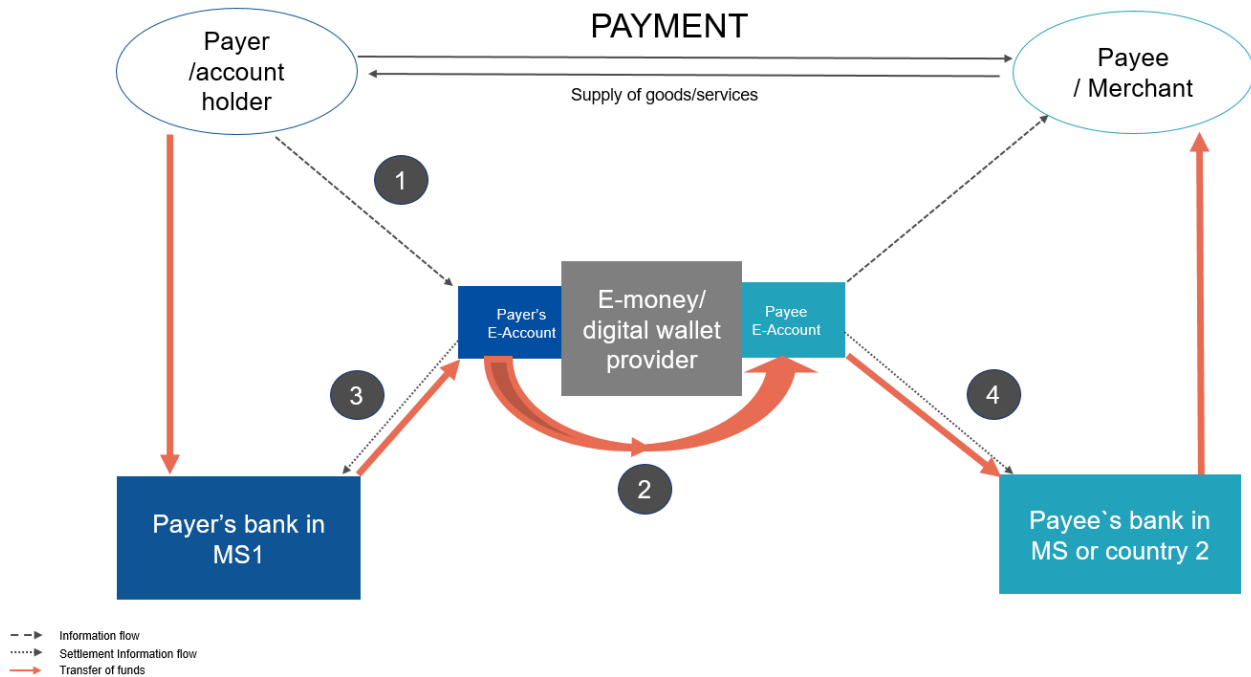 PAYMENT
Payer
/account
holder
Payee
/ Merchant
Supply of goods/services
1
E-money/
digital wallet
provider
Payer’s
E-Account
Payee
E-Account
3
4
2
Payer’s bank in
MS1
Payee`s bank in
MS or country 2
Information flow
Settlement Information flow
Transfer of funds